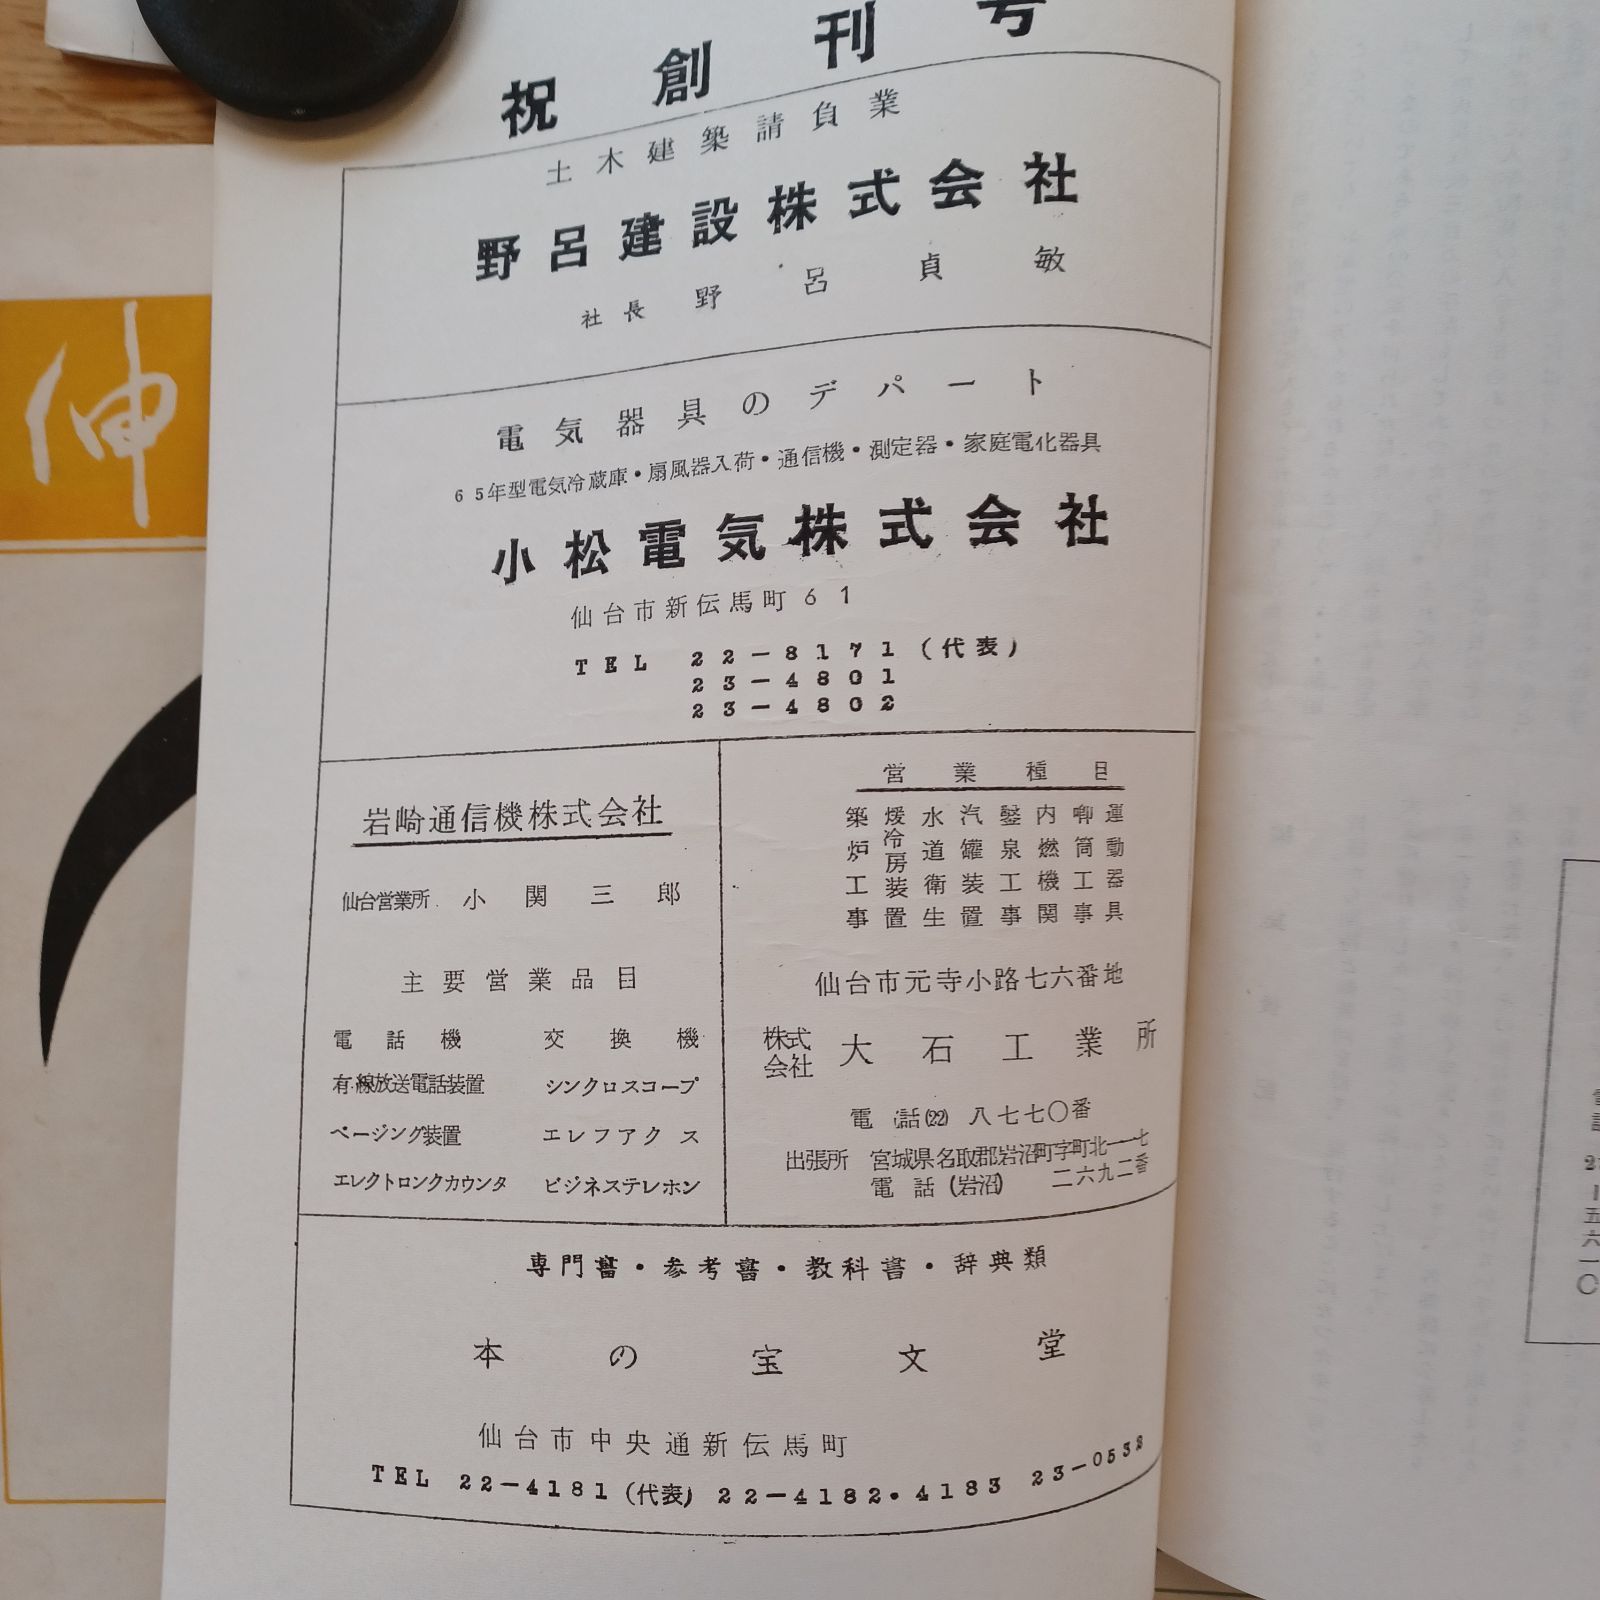 祝創刊号
土木建築請負業
野呂建設株式会社
社長 野呂貞敏
電気器具のデパート
65年型電気冷蔵庫・扇風器入荷・通信機・測定器・家庭電化器具
小松電気株式会社
仙台市新伝馬町61
TEL 22-8171(代表)
23-4801
23-4802
岩崎通信機株式会社
仙台営業所 小関三郎
主要営業品目
電話機 交換機
有線放送電話装置 シンクロスコープ
ページング装置 エレファクス
エレクトロンクカウンタ ビジネステレホン
営業種目
運動器具
喞筒工事
内燃機関
鑿泉工事
汽罐装置
水道衛生
煖冷房装置
築炉工事
仙台市元寺小路七六番地
株式会社 大石工業所
電話(22)八七七〇番
出張所 宮城県名取郡岩沼町字町北一一七
電話(岩沼) 二六九二番
専門書・参考書・教科書・辞典類
本の宝文堂
仙台市中央通新伝馬町
TEL 22-4181(代表) 22-4182・4183 23-0532
伸